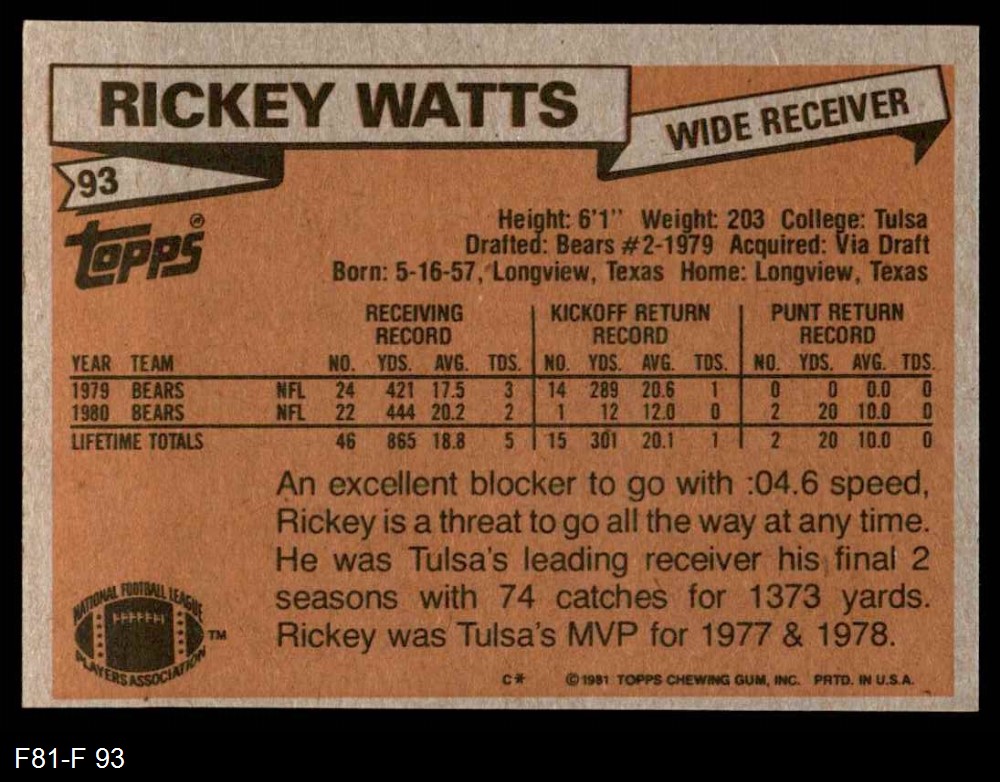 RICKEY WATTS
WIDE RECEIVER
93
TOPPS®
Height: 6'1" Weight: 203 College: Tulsa
Drafted: Bears #2-1979 Acquired: Via Draft
Born: 5-16-57, Longview, Texas Home: Longview, Texas
RECEIVING RECORD KICKOFF RETURN RECORD PUNT RETURN RECORD
YEAR TEAM NO. YDS. AVG. TDS. NO. YDS. AVG. TDS. NO. YDS. AVG. TDS.
1979 BEARS NFL 24 421 17.5 3 14 289 20.6 1 0 0 0.0 0
1980 BEARS NFL 22 444 20.2 2 1 12 12.0 0 2 20 10.0 0
LIFETIME TOTALS 46 865 18.8 5 15 301 20.1 1 2 20 10.0 0
An excellent blocker to go with :04.6 speed,
Rickey is a threat to go all the way at any time.
He was Tulsa's leading receiver his final 2
seasons with 74 catches for 1373 yards.
Rickey was Tulsa's MVP for 1977 & 1978.
NATIONAL FOOTBALL LEAGUE
PLAYERS ASSOCIATION
TM
C* © 1981 TOPPS CHEWING GUM, INC. PRTD. IN U.S.A.
F81-F 93